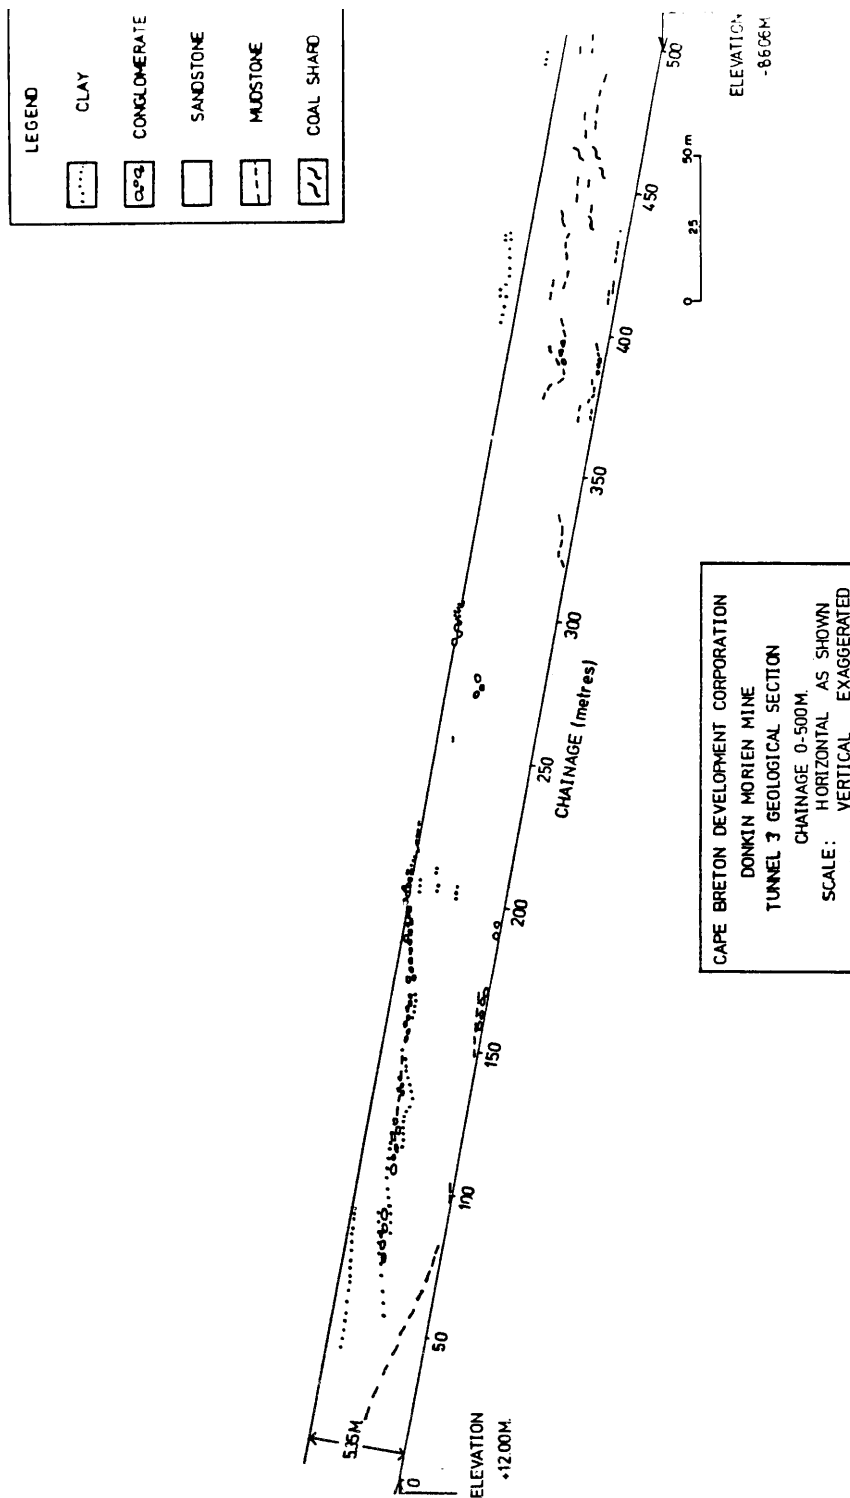 LEGEND
CLAY
CONGLOMERATE
SANDSTONE
MUDSTONE
COAL SHARD
5.35M.
0
50
100
150
200
250
300
350
400
450
500
CHAINAGE (metres)
ELEVATION
+12.00M.
ELEVATION
-86.06M
0 25 50m
CAPE BRETON DEVELOPMENT CORPORATION
DONKIN MORIEN MINE
TUNNEL 3 GEOLOGICAL SECTION
CHAINAGE 0-500M.
SCALE: HORIZONTAL AS SHOWN
VERTICAL EXAGGERATED